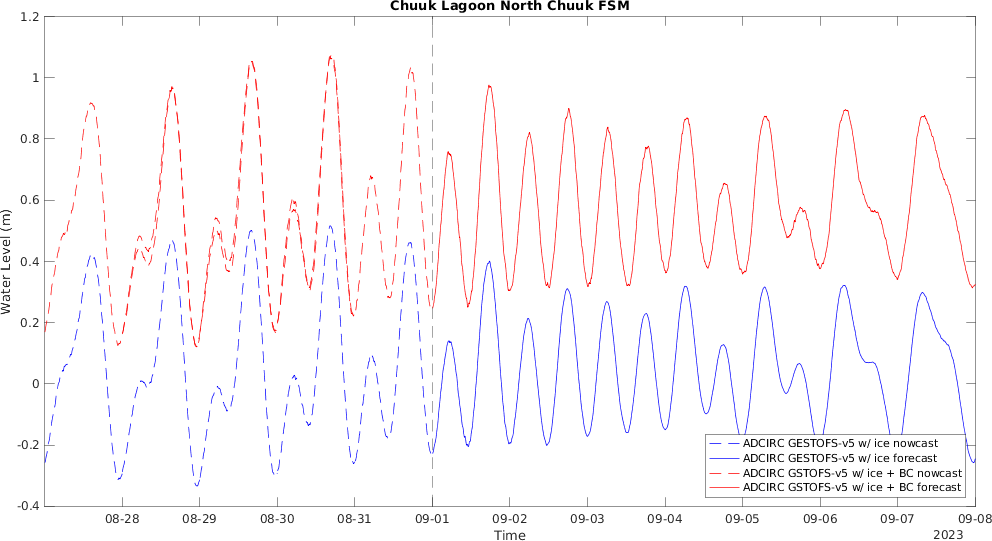 Chuuk Lagoon North Chuuk FSM
Water Level (m)
1.2
1
0.8
0.6
0.4
0.2
0
-0.2
-0.4
ADCIRC GESTOFS-v5 w/ ice nowcast
ADCIRC GESTOFS-v5 w/ ice forecast
ADCIRC GSTOFS-v5 w/ ice + BC nowcast
ADCIRC GSTOFS-v5 w/ ice + BC forecast
08-28 08-29 08-30 08-31 09-01 09-02 09-03 09-04 09-05 09-06 09-07 09-08
Time
2023